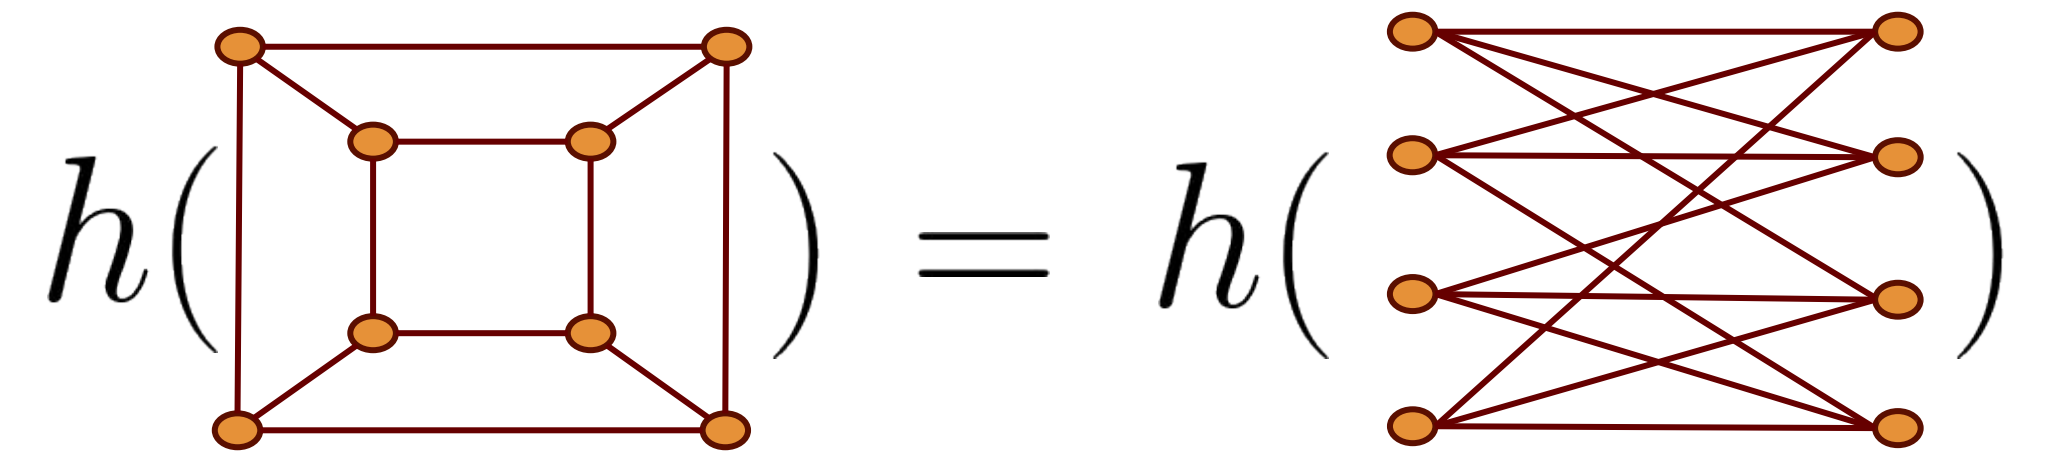 h( ) = h( )